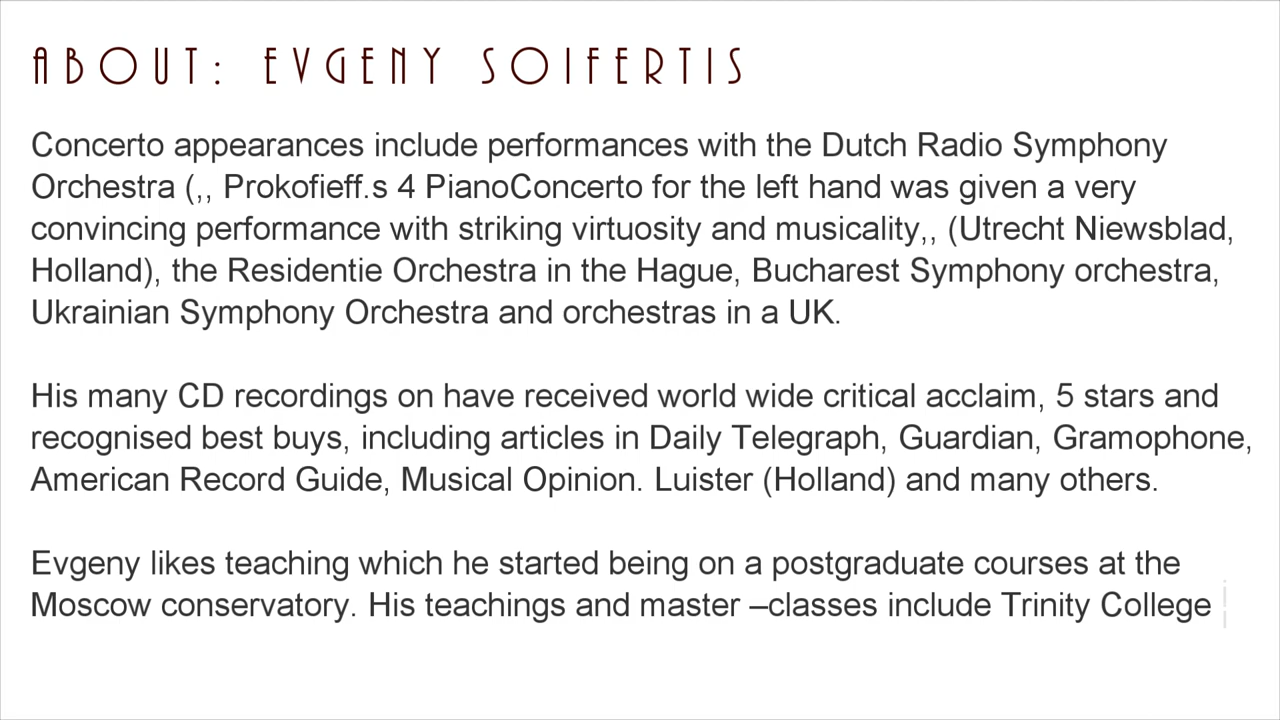 ABOUT: EVGENY SOIFERTIS
Concerto appearances include performances with the Dutch Radio Symphony
Orchestra (,, Prokofieff.s 4 PianoConcerto for the left hand was given a very
convincing performance with striking virtuosity and musicality,, (Utrecht Niewsblad,
Holland), the Residentie Orchestra in the Hague, Bucharest Symphony orchestra,
Ukrainian Symphony Orchestra and orchestras in a UK.
His many CD recordings on have received world wide critical acclaim, 5 stars and
recognised best buys, including articles in Daily Telegraph, Guardian, Gramophone,
American Record Guide, Musical Opinion. Luister (Holland) and many others.
Evgeny likes teaching which he started being on a postgraduate courses at the
Moscow conservatory. His teachings and master –classes include Trinity College